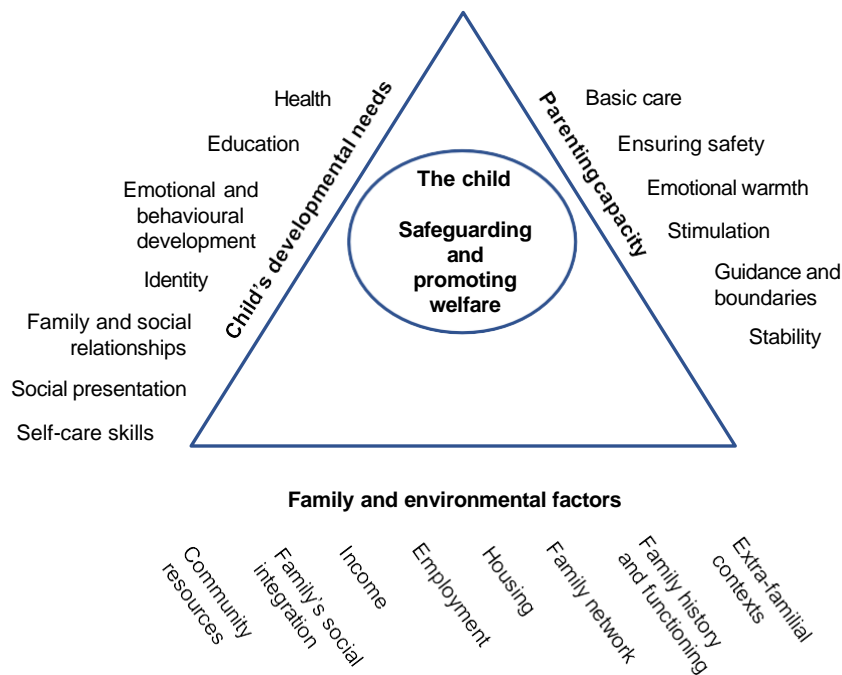 Health
Education
Emotional and
behavioural
development
Identity
Family and social
relationships
Social presentation
Self-care skills
Child's developmental needs
The child
Safeguarding
and
promoting
welfare
Parentingcapacity
Basic care
Ensuring safety
Emotional warmth
Stimulation
Guidance and
boundaries
Stability
Family and environmental factors
Community
resources
Family's social
integration
Income
Employment
Housing
Family network
Family history
and functioning
Extra-familial
contexts